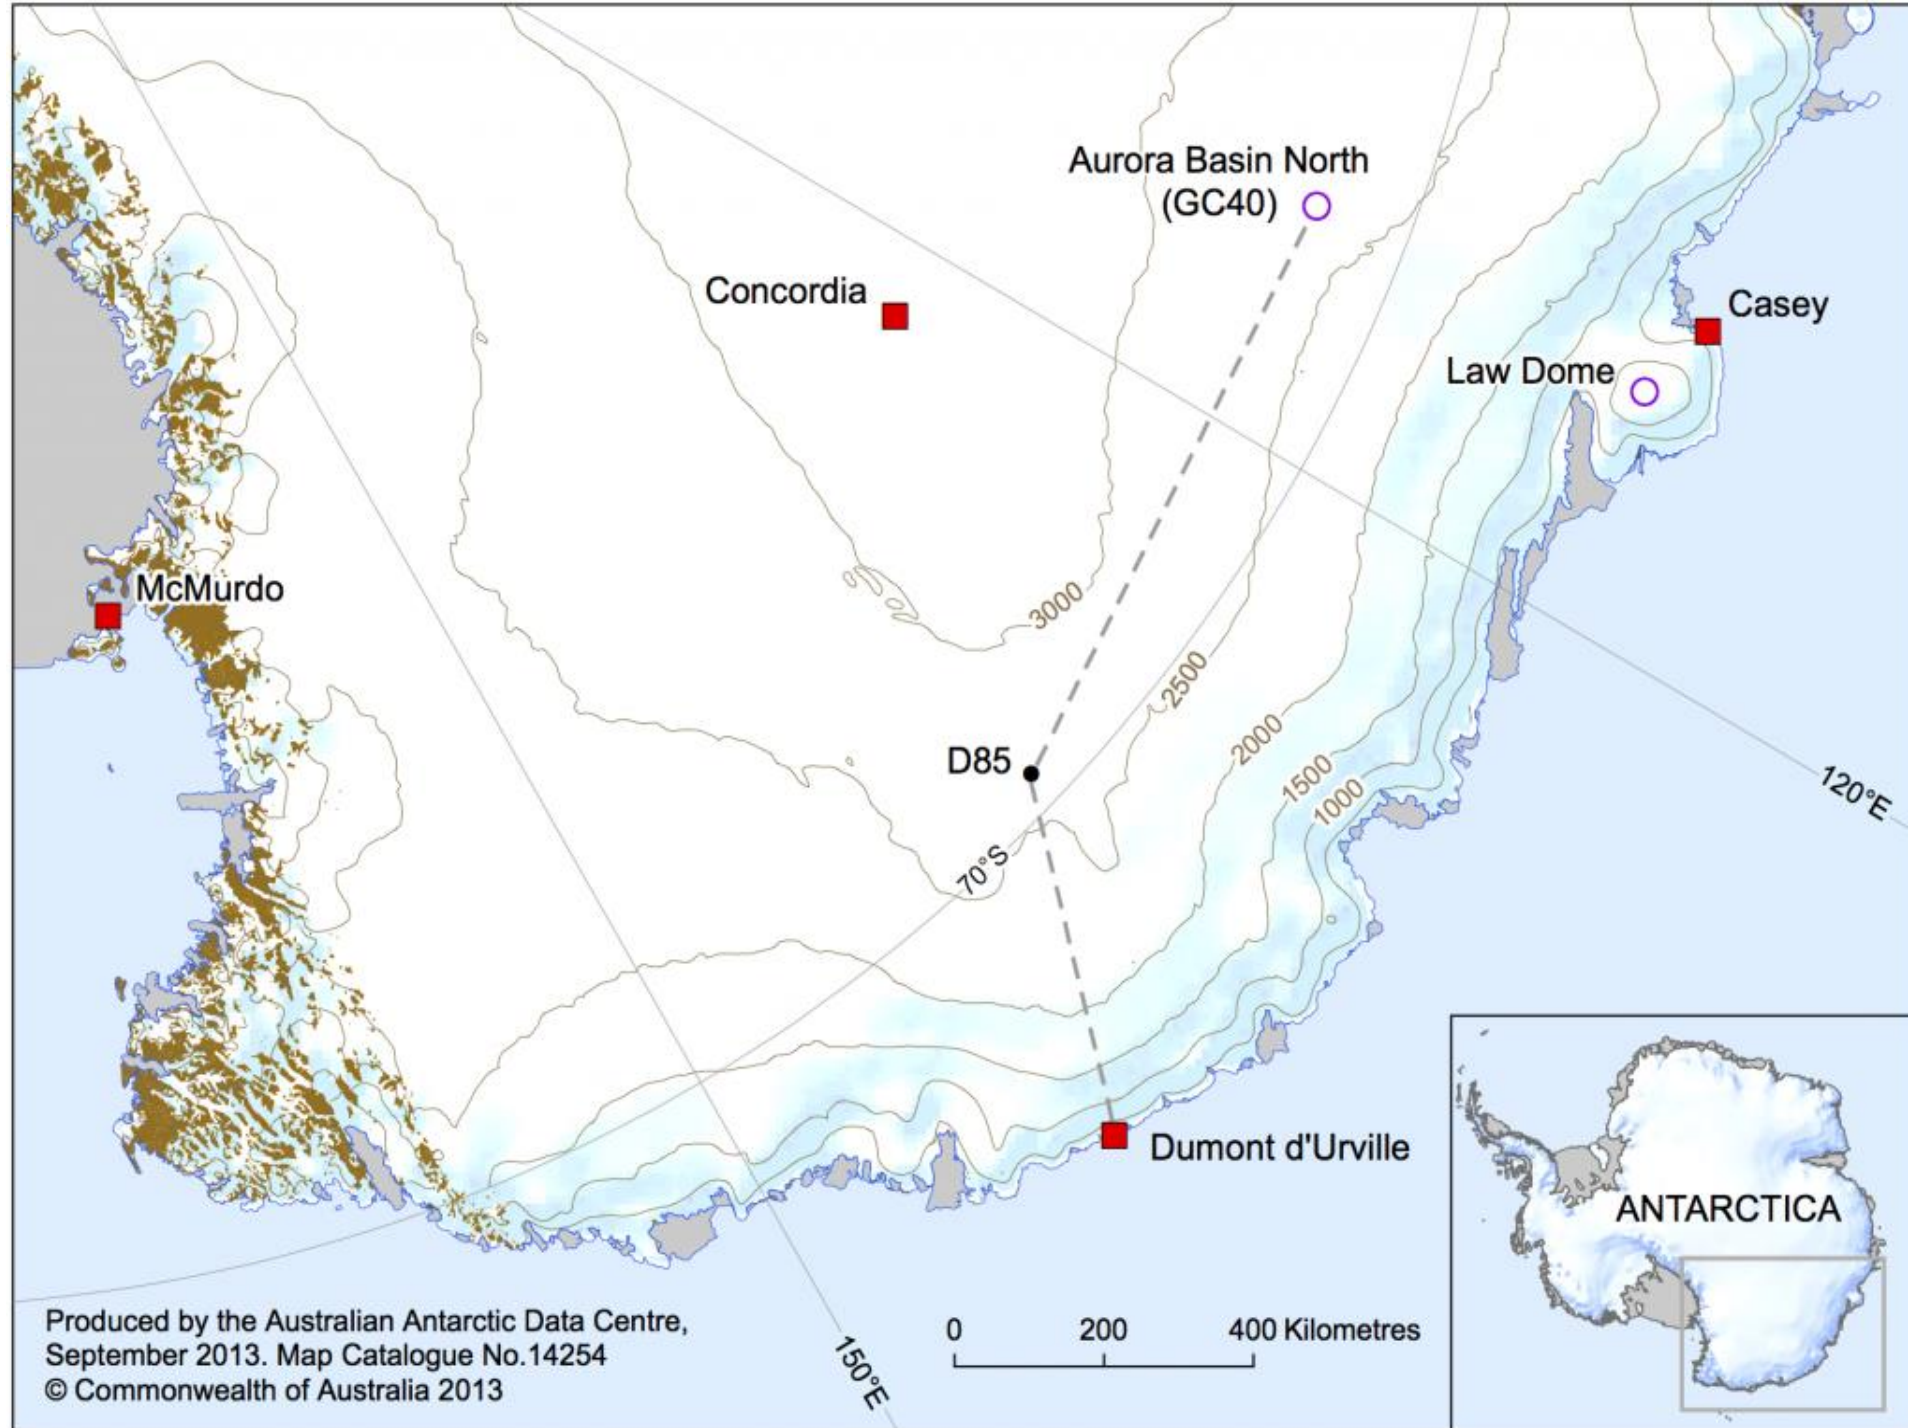 Aurora Basin North
(GC40)
Concordia
Casey
Law Dome
McMurdo
3000
2500
D85
2000
1500
1000
120°E
70°S
Dumont d'Urville
ANTARCTICA
Produced by the Australian Antarctic Data Centre,
September 2013. Map Catalogue No.14254
© Commonwealth of Australia 2013
150°E
0 200 400 Kilometres